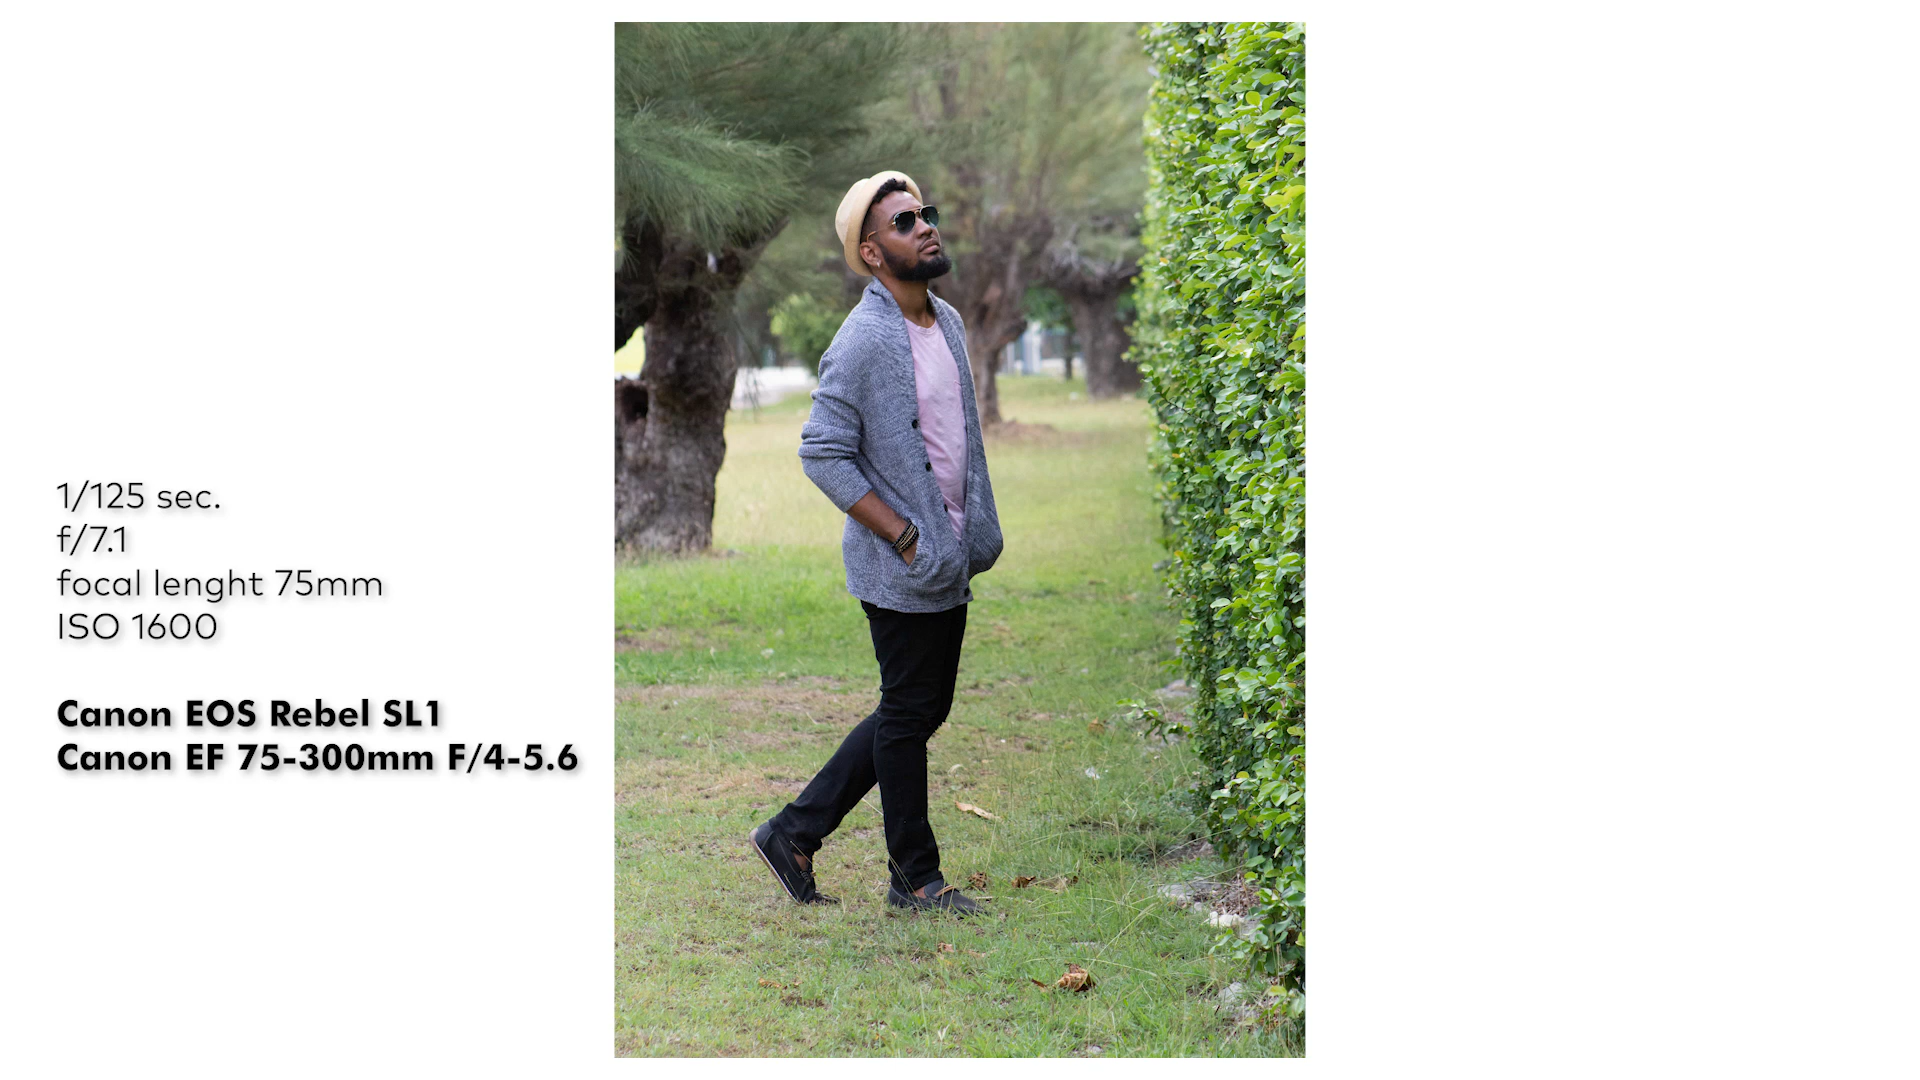 1/125 sec.
f/7.1
focal lenght 75mm
ISO 1600
Canon EOS Rebel SL1
Canon EF 75-300mm F/4-5.6